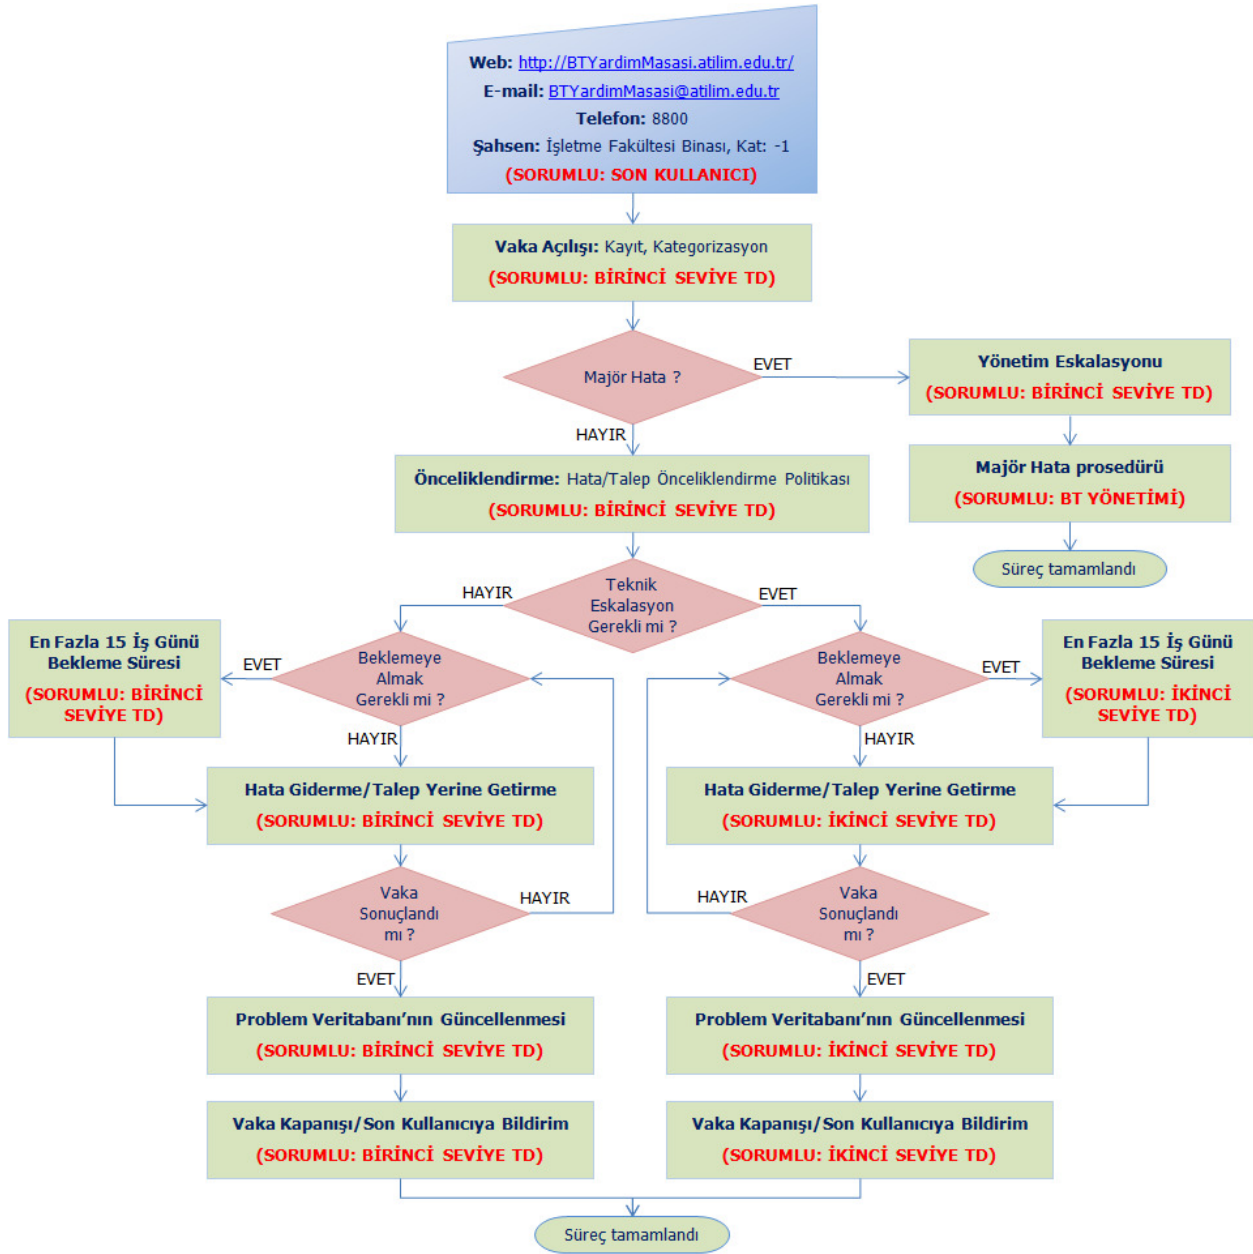 Web: http://BTYardimMasasi.atilim.edu.tr/
E-mail: BTYardimMasasi@atilim.edu.tr
Telefon: 8800
Şahsen: İşletme Fakültesi Binası, Kat: -1
(SORUMLU: SON KULLANICI)
Vaka Açılışı: Kayıt, Kategorizasyon
(SORUMLU: BİRİNCİ SEVİYE TD)
Majör Hata ?
EVET
Yönetim Eskalasyonu
(SORUMLU: BİRİNCİ SEVİYE TD)
HAYIR
Majör Hata prosedürü
(SORUMLU: BT YÖNETİMİ)
Süreç tamamlandı
Önceliklendirme: Hata/Talep Önceliklendirme Politikası
(SORUMLU: BİRİNCİ SEVİYE TD)
Teknik
Eskalasyon
Gerekli mi ?
HAYIR
EVET
En Fazla 15 İş Günü
Bekleme Süresi
(SORUMLU: BİRİNCİ
SEVİYE TD)
EVET
Beklemeye
Almak
Gerekli mi ?
HAYIR
Beklemeye
Almak
Gerekli mi ?
EVET
HAYIR
En Fazla 15 İş Günü
Bekleme Süresi
(SORUMLU: İKİNCİ
SEVİYE TD)
Hata Giderme/Talep Yerine Getirme
(SORUMLU: BİRİNCİ SEVİYE TD)
Hata Giderme/Talep Yerine Getirme
(SORUMLU: İKİNCİ SEVİYE TD)
Vaka
Sonuçlandı
mı ?
HAYIR
EVET
HAYIR
Vaka
Sonuçlandı
mı ?
EVET
Problem Veritabanı’nın Güncellenmesi
(SORUMLU: BİRİNCİ SEVİYE TD)
Problem Veritabanı’nın Güncellenmesi
(SORUMLU: İKİNCİ SEVİYE TD)
Vaka Kapanışı/Son Kullanıcıya Bildirim
(SORUMLU: BİRİNCİ SEVİYE TD)
Vaka Kapanışı/Son Kullanıcıya Bildirim
(SORUMLU: İKİNCİ SEVİYE TD)
Süreç tamamlandı